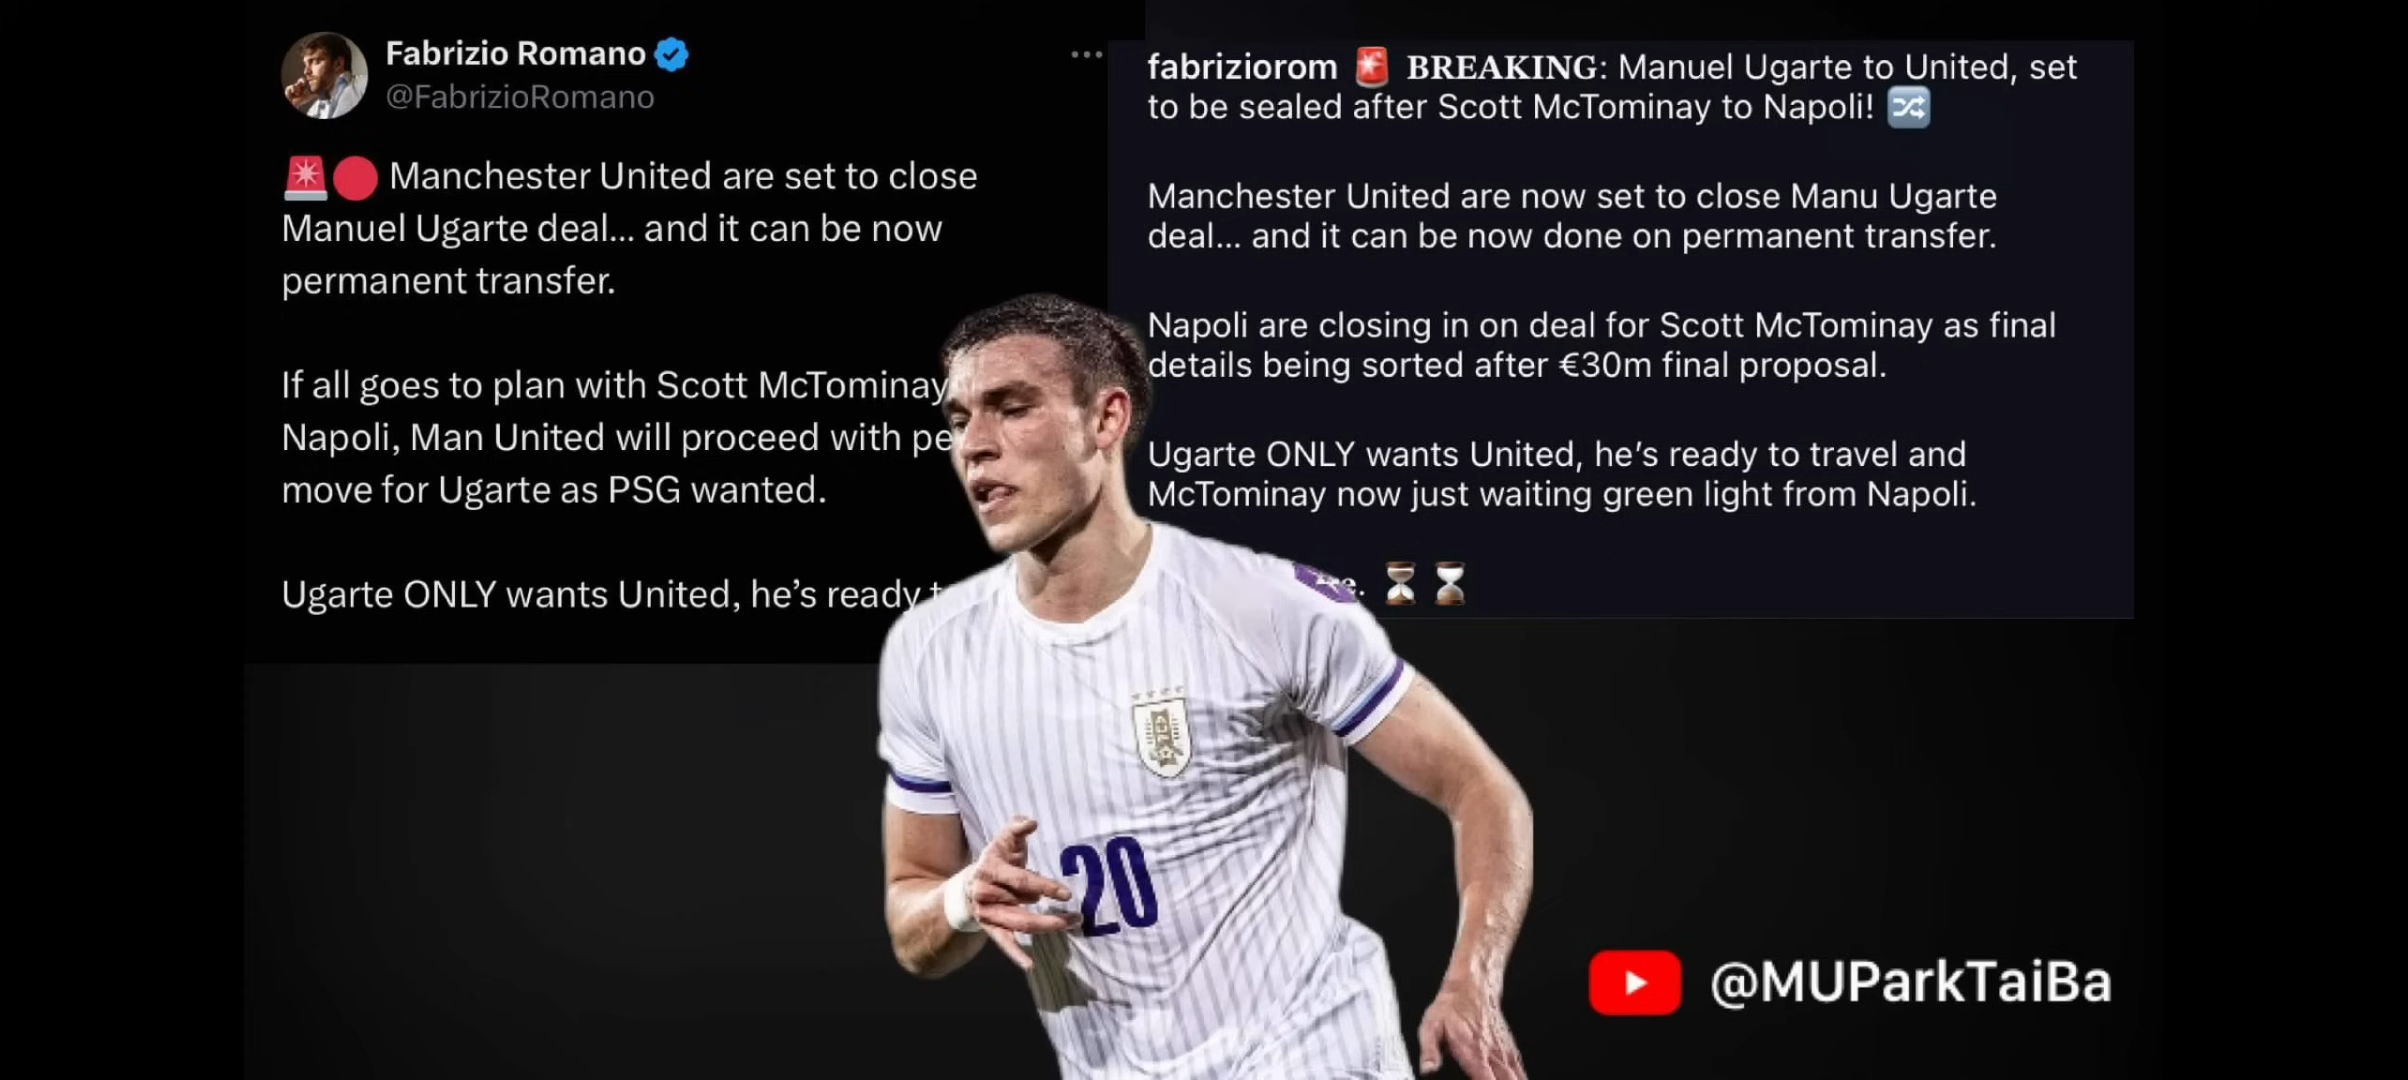 Fabrizio Romano
@FabrizioRomano
Manchester United are set to close
Manuel Ugarte deal... and it can be now
permanent transfer.
If all goes to plan with Scott McTominay
Napoli, Man United will proceed with
move for Ugarte as PSG wanted.
Ugarte ONLY wants United, he's ready
fabriziorom 🚨 BREAKING: Manuel Ugarte to United, set
to be sealed after Scott McTominay to Napoli! 🔀
Manchester United are now set to close Manu Ugarte
deal... and it can be now done on permanent transfer.
Napoli are closing in on deal for Scott McTominay as final
details being sorted after €30m final proposal.
Ugarte ONLY wants United, he's ready to travel and
McTominay now just waiting green light from Napoli.
20
@MUParkTaiBa